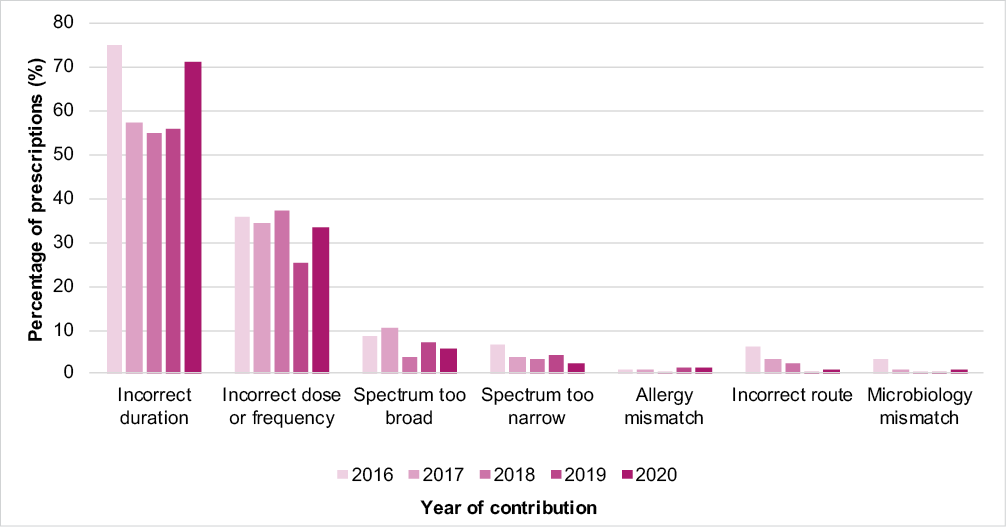 Percentage of prescriptions (%)
80
70
60
50
40
30
20
10
0
Incorrect duration
Incorrect dose or frequency
Spectrum too broad
Spectrum too narrow
Allergy mismatch
Incorrect route
Microbiology mismatch
2016 2017 2018 2019 2020
Year of contribution